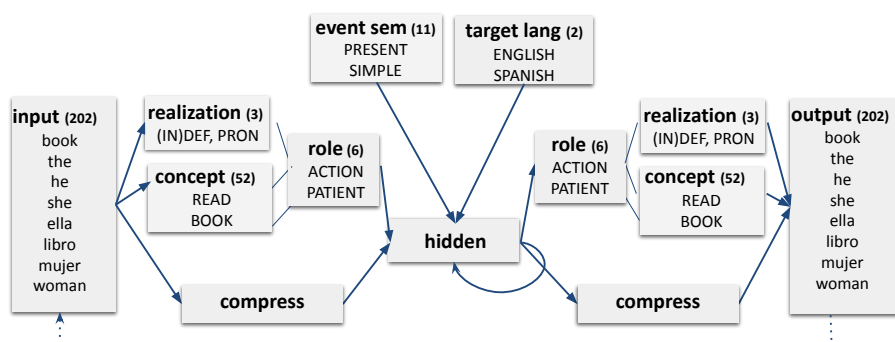 event sem (11)
PRESENT
SIMPLE
target lang (2)
ENGLISH
SPANISH
input (202)
book
the
he
she
ella
libro
mujer
woman
realization (3)
(IN)DEF, PRON
concept (52)
READ
BOOK
role (6)
ACTION
PATIENT
compress
hidden
role (6)
ACTION
PATIENT
realization (3)
(IN)DEF, PRON
concept (52)
READ
BOOK
compress
output (202)
book
the
he
she
ella
libro
mujer
woman